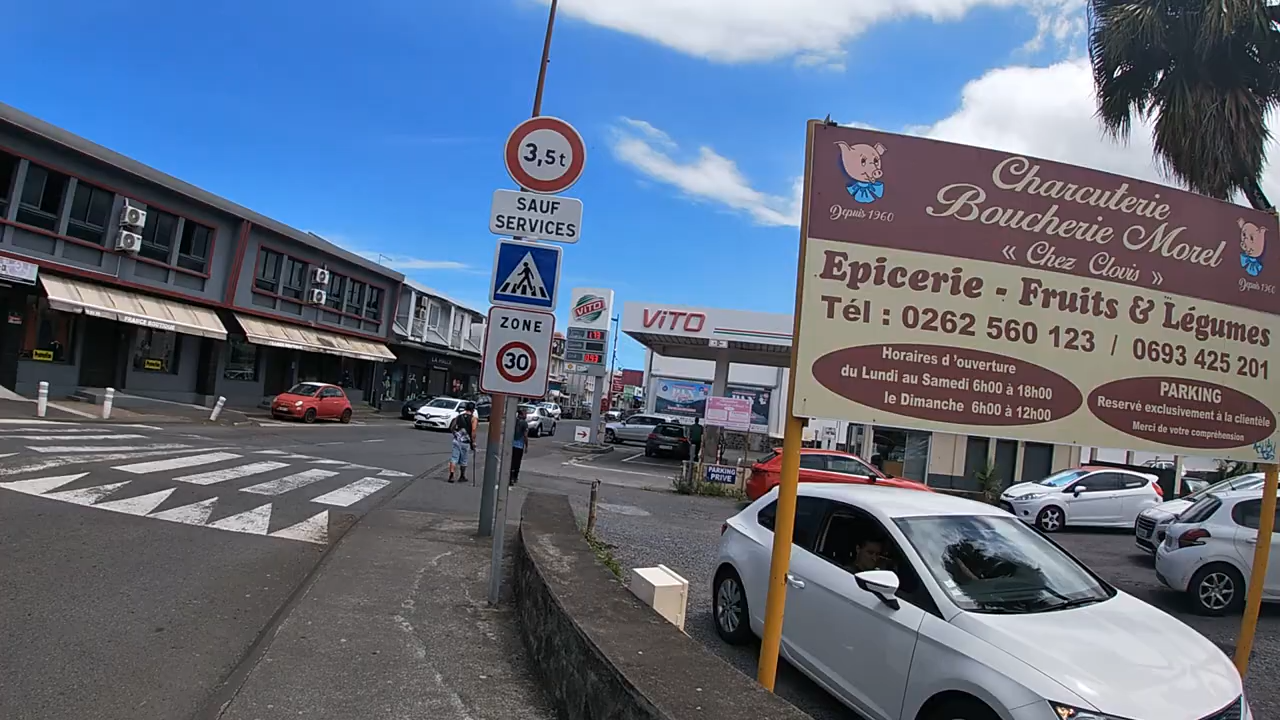 3,5t
SAUF
SERVICES
ZONE
30
VITO
VITO
PARKING
PRIVE
FRANCE BOUTIQUE
Depuis 1960
Charcuterie
Boucherie Morel
« Chez Clovis »
Depuis 1960
Epicerie - Fruits & Légumes
Tél : 0262 560 123 / 0693 425 201
Horaires d'ouverture
du Lundi au Samedi 6h00 à 18h00
le Dimanche 6h00 à 12h00
PARKING
Reservé exclusivement à la clientèle
Merci de votre compréhension